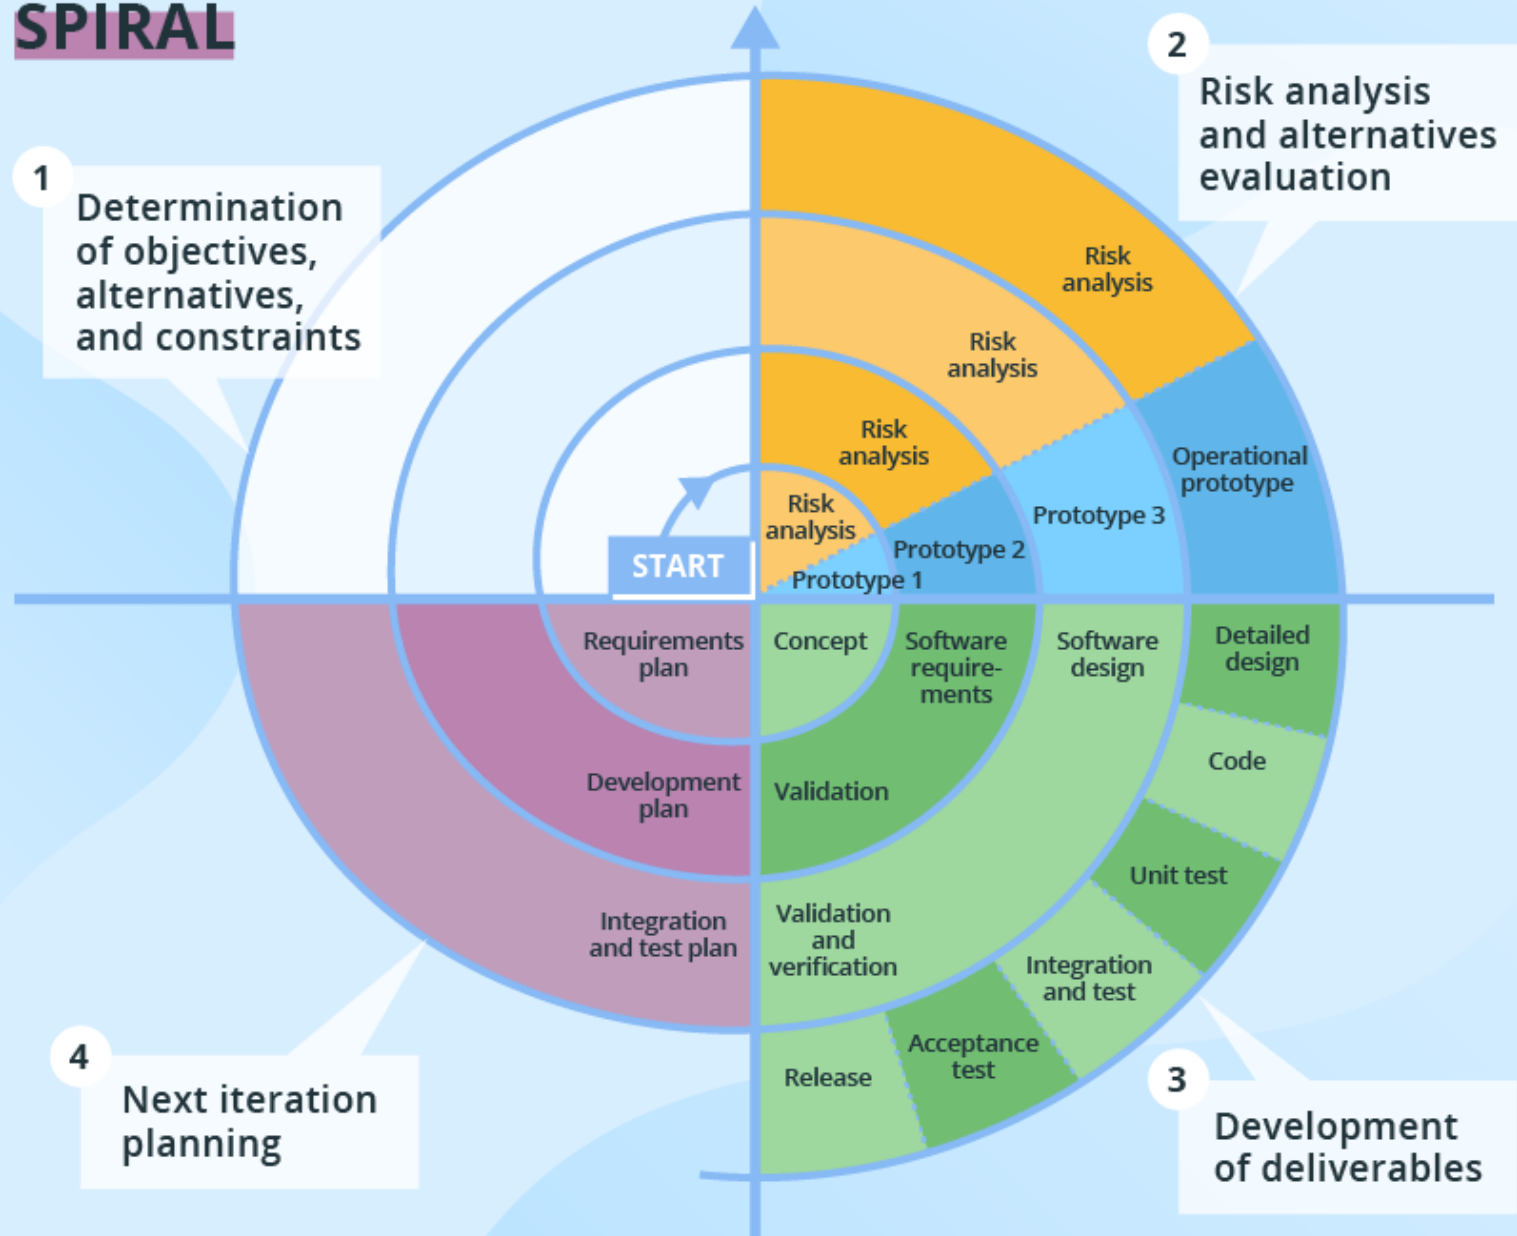 SPIRAL
1
Determination
of objectives,
alternatives,
and constraints
2
Risk analysis
and alternatives
evaluation
Risk
analysis
Risk
analysis
Risk
analysis
Risk
analysis
Operational
prototype
Prototype 3
Prototype 2
Prototype 1
START
Requirements
plan
Concept
Software
require-
ments
Software
design
Detailed
design
Code
Development
plan
Validation
Unit test
Integration
and test plan
Validation
and
verification
Integration
and test
Acceptance
test
Release
4
Next iteration
planning
3
Development
of deliverables